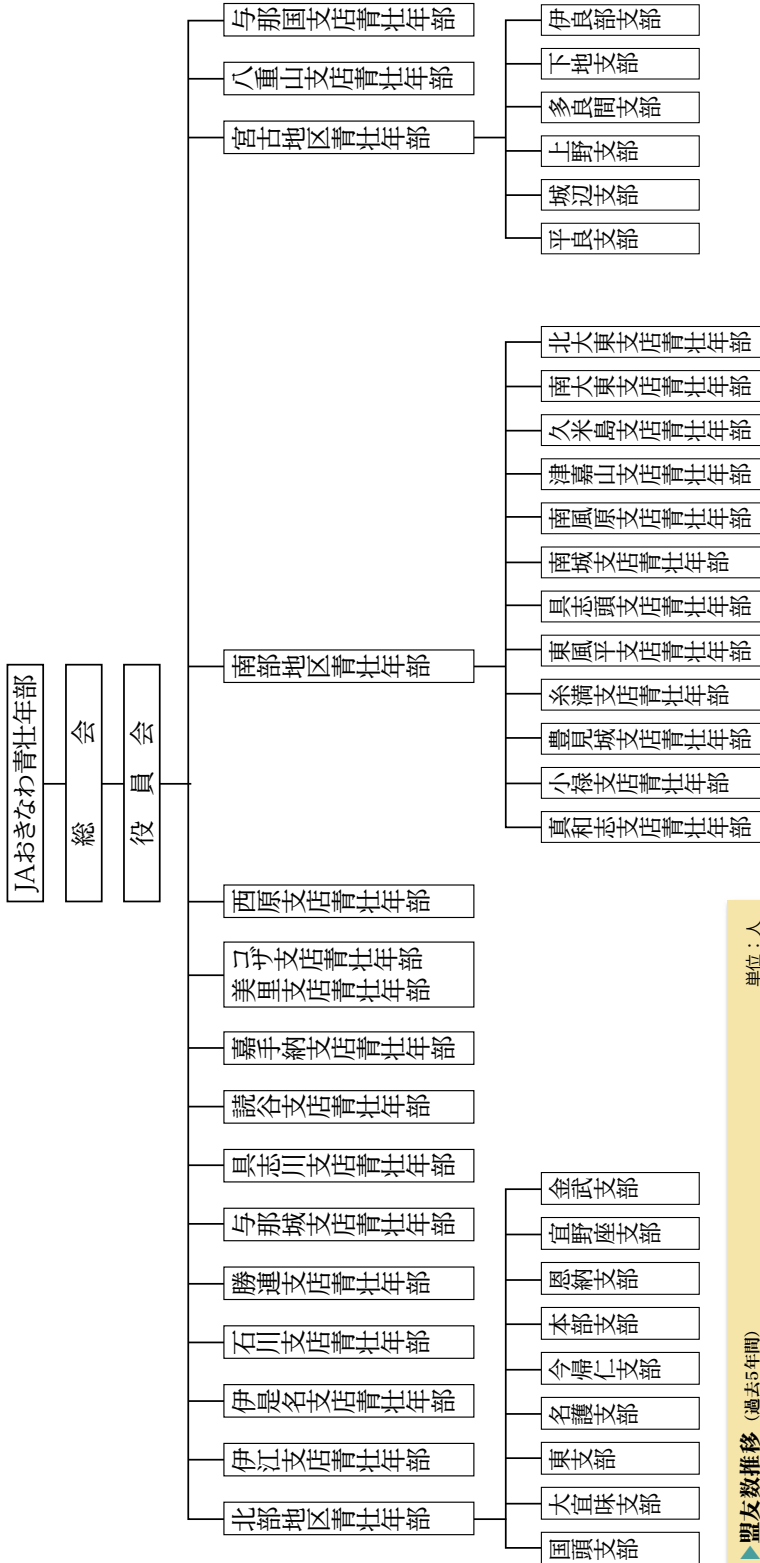 JAおきなわ青壮年部
総会
役員会
北部地区青壮年部
伊江支店青壮年部
伊是名支店青壮年部
石川支店青壮年部
勝連支店青壮年部
与那城支店青壮年部
具志川支店青壮年部
読谷支店青壮年部
嘉手納支店青壮年部
コザ支店青壮年部
美里支店青壮年部
西原支店青壮年部
南部地区青壮年部
宮古地区青壮年部
八重山支店青壮年部
与那国支店青壮年部
国頭支部
大宜味支部
東支部
名護支部
今帰仁支部
本部支部
恩納支部
宜野座支部
金武支部
真和志支店青壮年部
小禄支店青壮年部
豊見城支店青壮年部
糸満支店青壮年部
東風平支店青壮年部
具志頭支店青壮年部
南城支店青壮年部
南風原支店青壮年部
津嘉山支店青壮年部
久米島支店青壮年部
南大東支店青壮年部
北大東支店青壮年部
平良支部
城辺支部
上野支部
多良間支部
下地支部
伊良部支部
▶盟友数推移（過去5年間）
単位：人